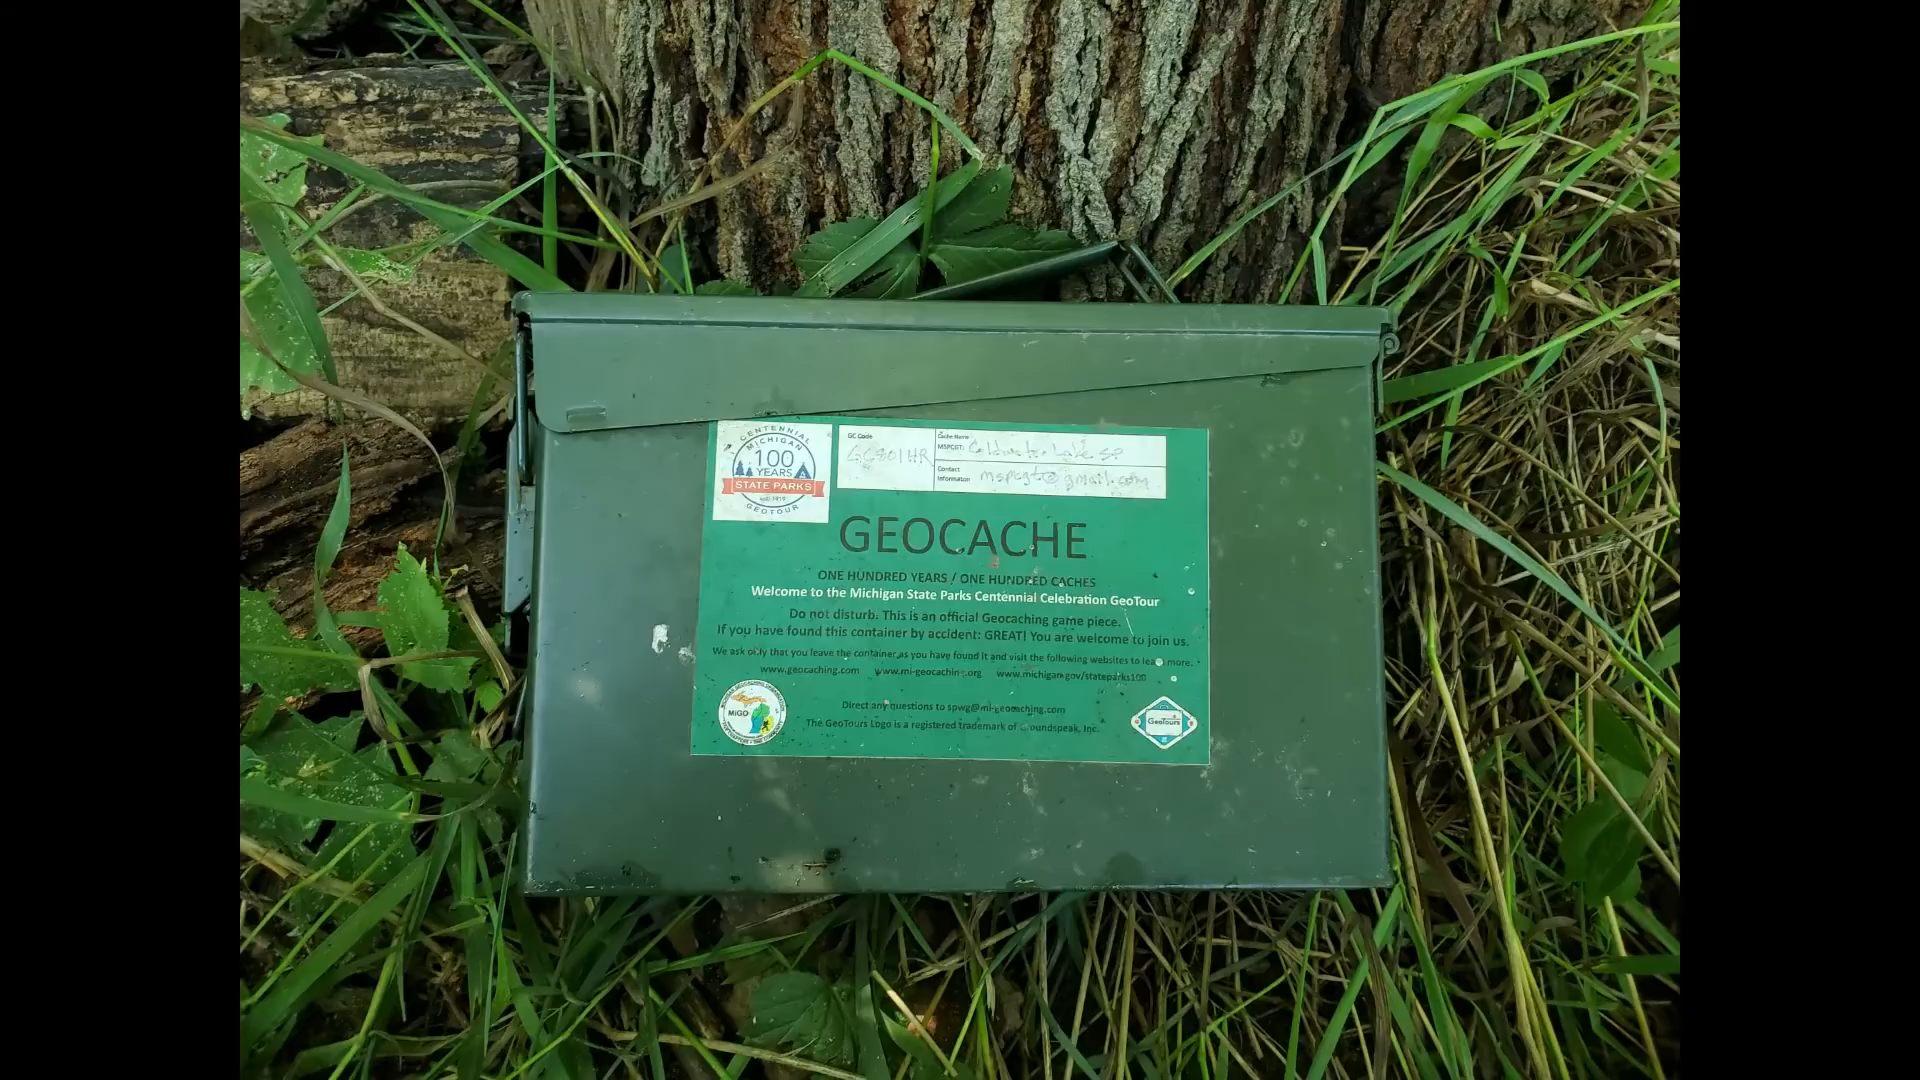 CENTENNIAL
MICHIGAN
100
YEARS
STATE PARKS
GEOTOUR
GC Code
GC801HR
Cache Name
MSPCGT: Coldwater Lake SP
Contact
Information mspcgt@gmail.com
GEOCACHE
ONE HUNDRED YEARS / ONE HUNDRED CACHES
Welcome to the Michigan State Parks Centennial Celebration GeoTour
Do not disturb. This is an official Geocaching game piece.
If you have found this container by accident: GREAT! You are welcome to join us.
We ask only that you leave the container as you have found it and visit the following websites to learn more.
www.geocaching.com www.mi-geocaching.org www.michigan.gov/stateparks100
Direct any questions to spwg@mi-geocaching.com
The GeoTours Logo is a registered trademark of Groundspeak, Inc.
MiGO
GeoTours